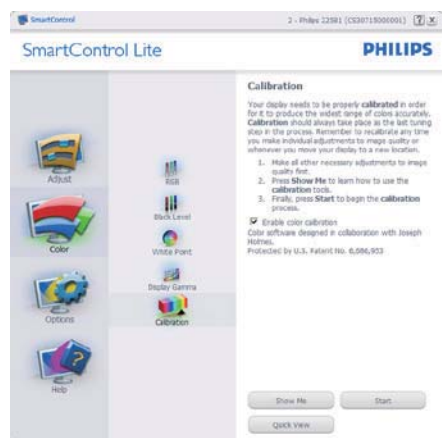 SmartControl
2 - Philips 225B1 (CS30715000001)
SmartControl Lite
PHILIPS
Adjust
Color
Options
Help
RGB
Black Level
White Point
Display Gamma
Calibration
Calibration
Your display needs to be properly calibrated in order
for it to produce the widest range of colors accurately.
Calibration should always take place as the last tuning
step in the process. Remember to recalibrate any time
you make individual adjustments to image quality or
whenever you move your display to a new location.
1. Make all other necessary adjustments to image
quality first.
2. Press Show Me to learn how to use the
calibration tools.
3. Finally, press Start to begin the calibration
process.
Enable color calibration
Color software designed in collaboration with Joseph
Holmes.
Protected by U.S. Patent No.
Show Me
Start
Quick View